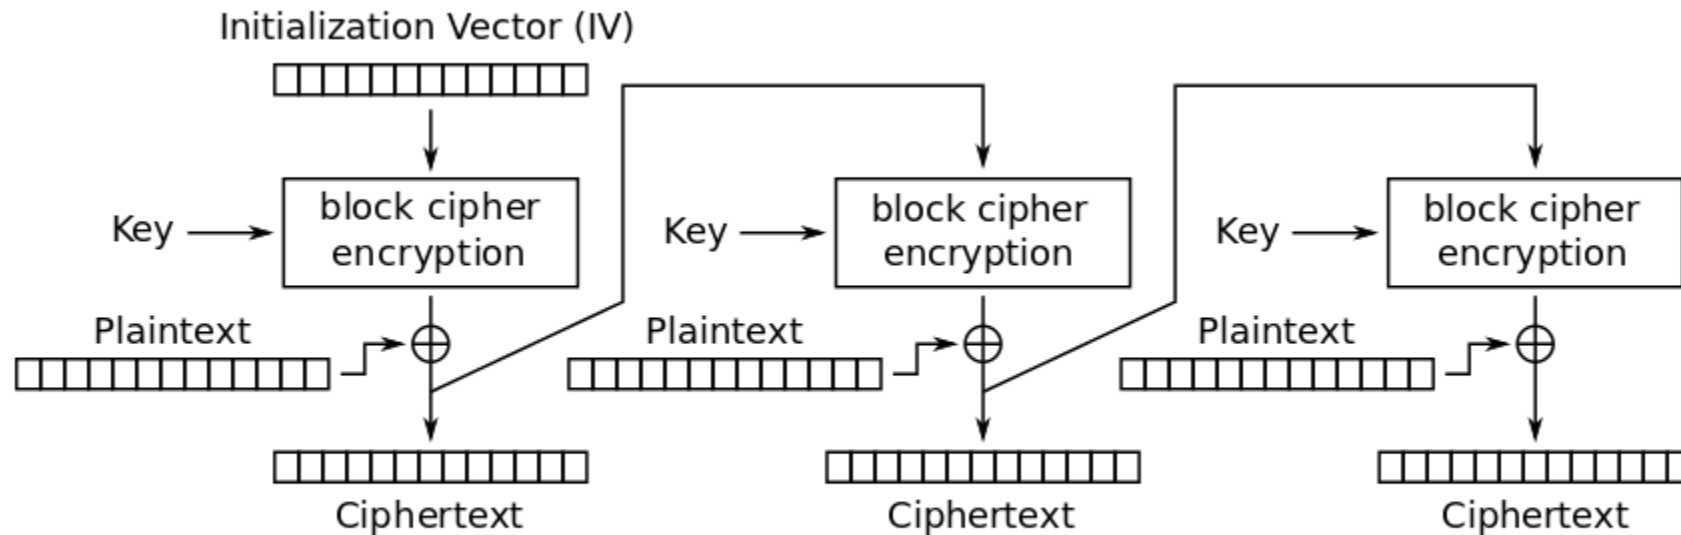 Initialization Vector (IV)
Key
block cipher
encryption
Key
block cipher
encryption
Key
block cipher
encryption
Plaintext
Plaintext
Plaintext
Ciphertext
Ciphertext
Ciphertext